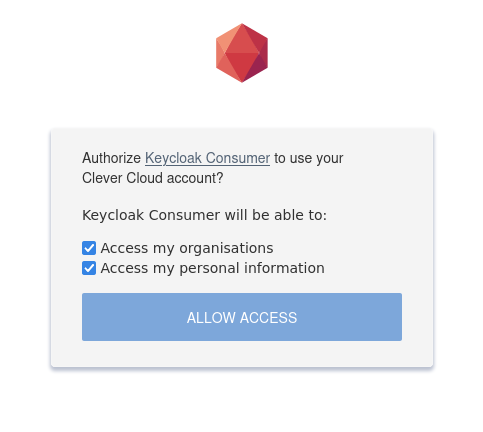 Authorize Keycloak Consumer to use your
Clever Cloud account?
Keycloak Consumer will be able to:
Access my organisations
Access my personal information
ALLOW ACCESS